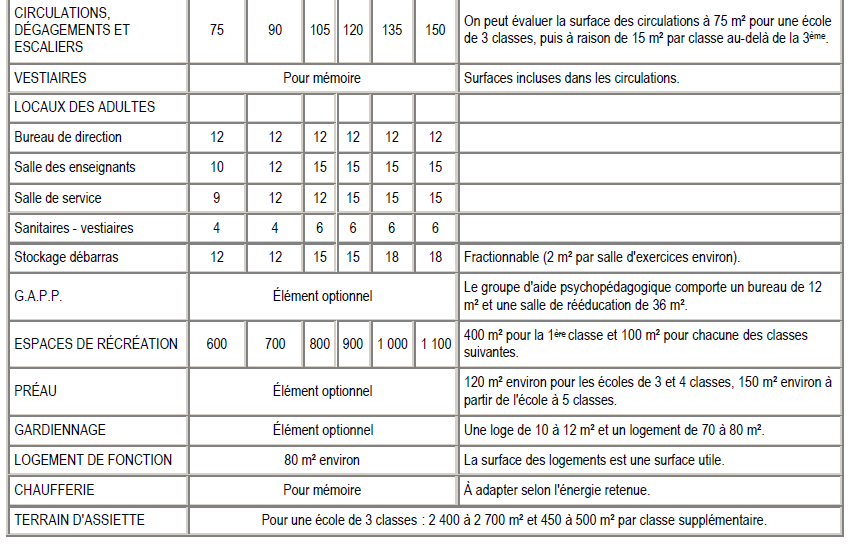 CIRCULATIONS, DÉGAGEMENTS ET ESCALIERS 75 90 105 120 135 150 On peut évaluer la surface des circulations à 75 m² pour une école de 3 classes, puis à raison de 15 m² par classe au-delà de la 3ème.
VESTIAIRES Pour mémoire Surfaces incluses dans les circulations.
LOCAUX DES ADULTES
Bureau de direction 12 12 12 12 12 12
Salle des enseignants 10 12 15 15 15 15
Salle de service 9 12 12 15 15 15
Sanitaires - vestiaires 4 4 6 6 6 6
Stockage débarras 12 12 15 15 18 18 Fractionnable (2 m² par salle d'exercices environ).
G.A.P.P. Élément optionnel Le groupe d'aide psychopédagogique comporte un bureau de 12 m² et une salle de rééducation de 36 m².
ESPACES DE RÉCRÉATION 600 700 800 900 1 000 1 100 400 m² pour la 1ère classe et 100 m² pour chacune des classes suivantes.
PRÉAU Élément optionnel 120 m² environ pour les écoles de 3 et 4 classes, 150 m² environ à partir de l'école à 5 classes.
GARDIENNAGE Élément optionnel Une loge de 10 à 12 m² et un logement de 70 à 80 m².
LOGEMENT DE FONCTION 80 m² environ La surface des logements est une surface utile.
CHAUFFERIE Pour mémoire À adapter selon l'énergie retenue.
TERRAIN D'ASSIETTE Pour une école de 3 classes : 2 400 à 2 700 m² et 450 à 500 m² par classe supplémentaire.